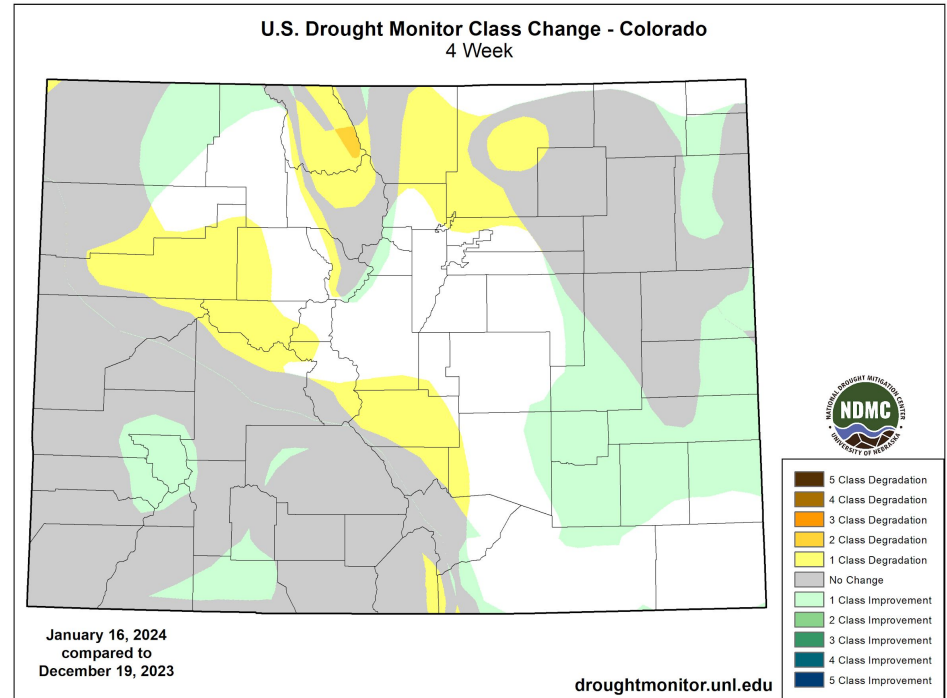 U.S. Drought Monitor Class Change - Colorado
4 Week
NATIONAL DROUGHT MITIGATION CENTER
NDMC
UNIVERSITY OF NEBRASKA
5 Class Degradation
4 Class Degradation
3 Class Degradation
2 Class Degradation
1 Class Degradation
No Change
1 Class Improvement
2 Class Improvement
3 Class Improvement
4 Class Improvement
5 Class Improvement
January 16, 2024
compared to
December 19, 2023
droughtmonitor.unl.edu